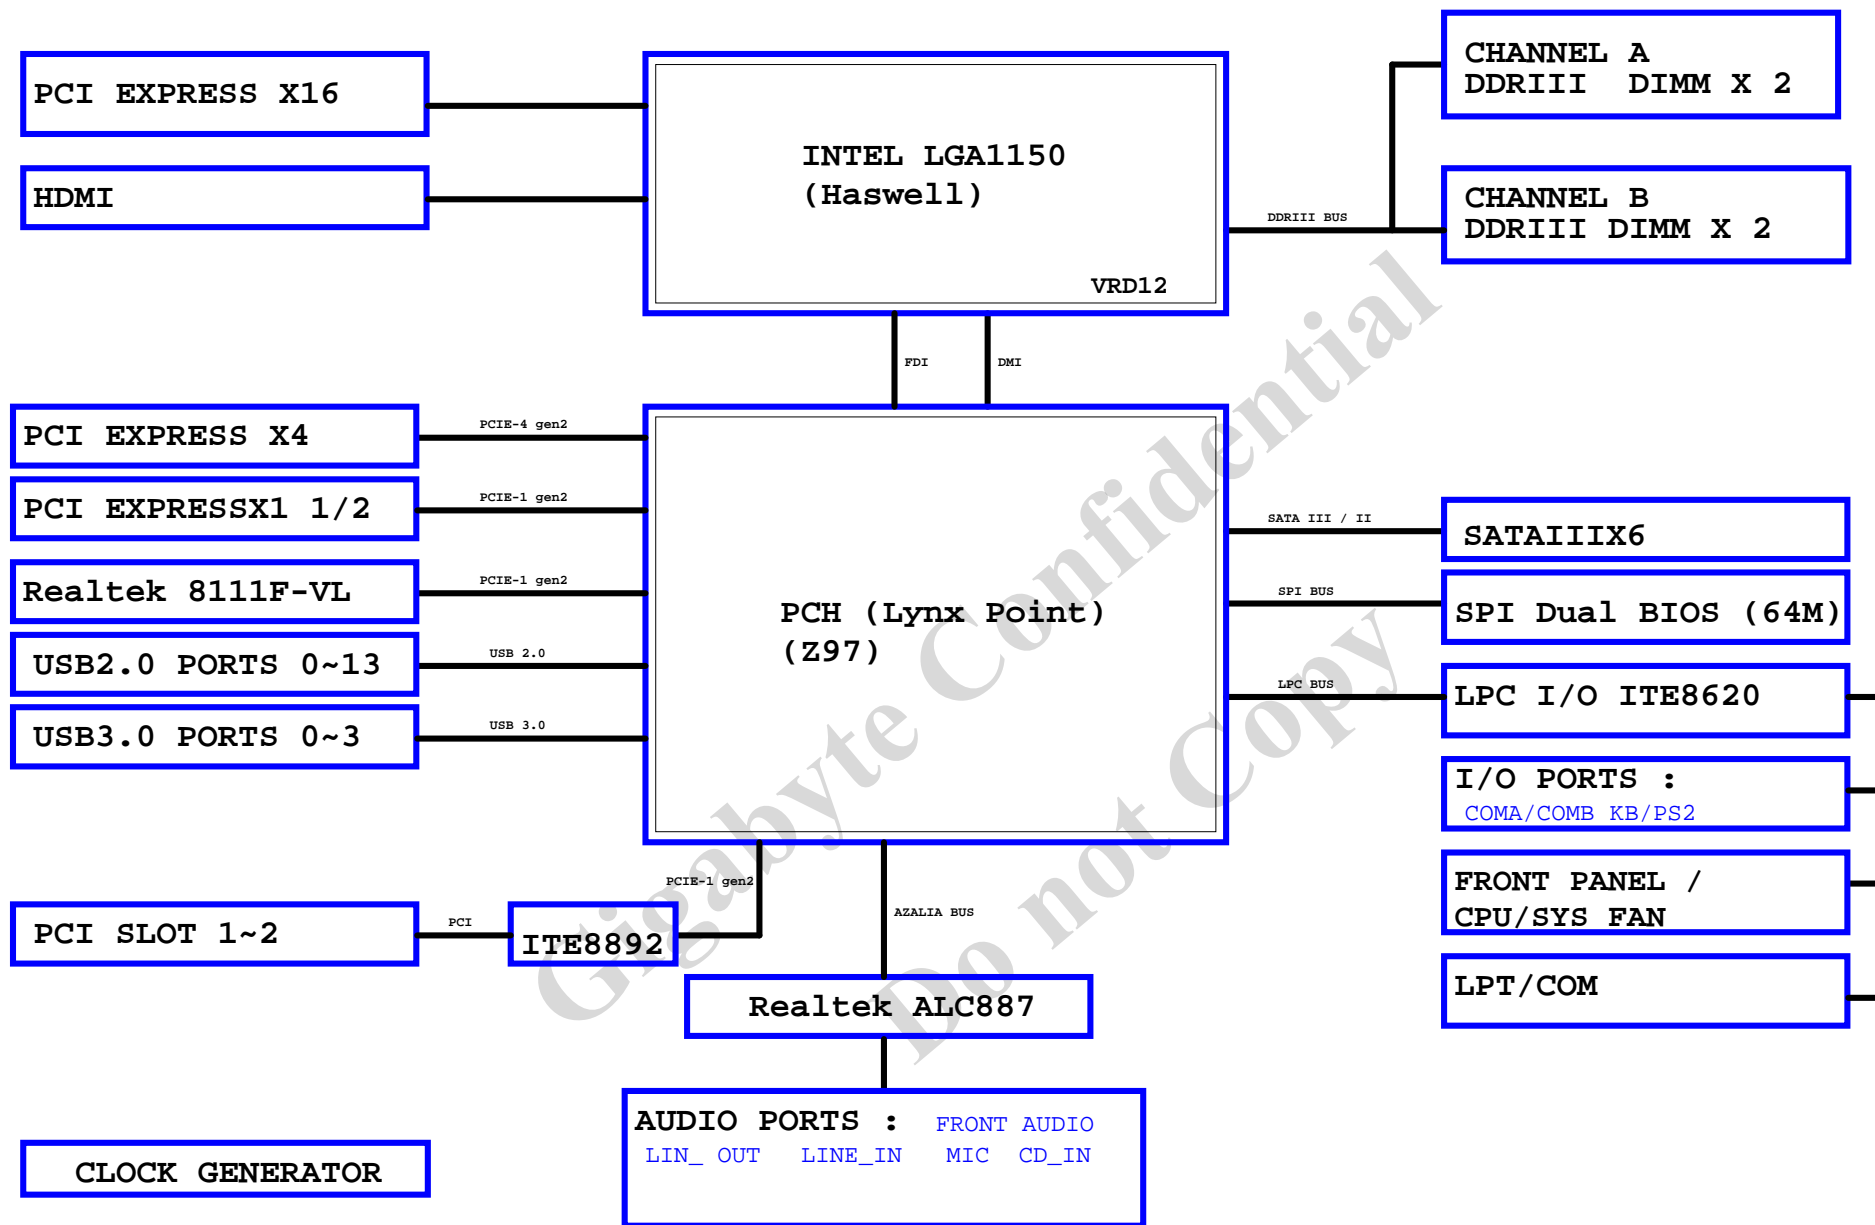 PCI EXPRESS X16
HDMI
INTEL LGA1150
(Haswell)
VRD12
CHANNEL A
DDRIII  DIMM X 2
CHANNEL B
DDRIII DIMM X 2
DDRIII BUS
FDI
DMI
PCI EXPRESS X4
PCIE-4 gen2
PCI EXPRESSX1 1/2
PCIE-1 gen2
Realtek 8111F-VL
PCIE-1 gen2
USB2.0 PORTS 0~13
USB 2.0
USB3.0 PORTS 0~3
USB 3.0
PCH (Lynx Point)
(Z97)
SATA III / II
SATAIIIX6
SPI BUS
SPI Dual BIOS (64M)
LPC BUS
LPC I/O ITE8620
I/O PORTS :
COMA/COMB KB/PS2
FRONT PANEL /
CPU/SYS FAN
LPT/COM
PCI SLOT 1~2
PCI
ITE8892
PCIE-1 gen2
AZALIA BUS
Realtek ALC887
AUDIO PORTS : FRONT AUDIO
LIN_ OUT LINE_IN MIC CD_IN
CLOCK GENERATOR
Gigabyte Confidential
Do not Copy